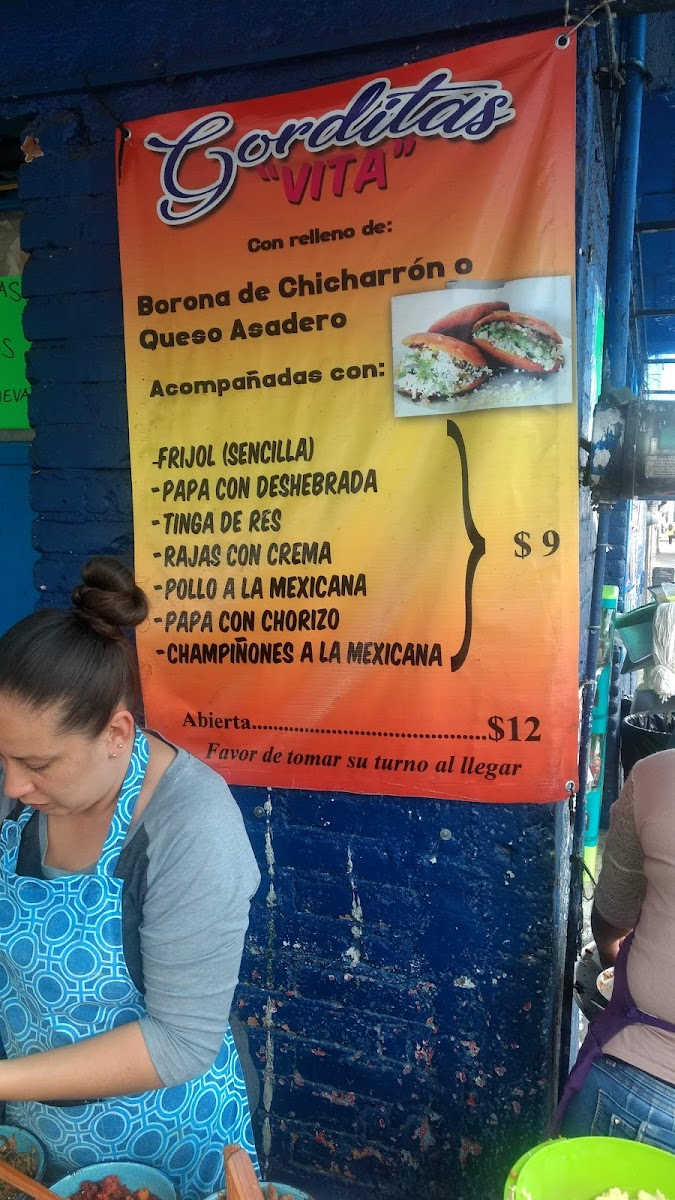 Gorditas
"VITA"
Con relleno de:
Borona de Chicharrón o
Queso Asadero
Acompañadas con:
-FRIJOL (SENCILLA)
-PAPA CON DESHEBRADA
-TINGA DE RES
-RAJAS CON CREMA
-POLLO A LA MEXICANA
-PAPA CON CHORIZO
-CHAMPIÑONES A LA MEXICANA
$ 9
Abierta........................................$12
Favor de tomar su turno al llegar